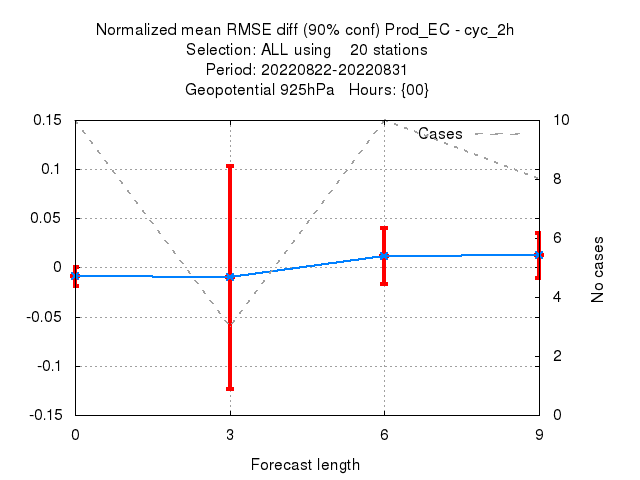 Normalized mean RMSE diff (90% conf) Prod_EC - cyc_2h
Selection: ALL using    20 stations
Period: 20220822-20220831
Geopotential 925hPa   Hours: {00}
Cases
0.15
0.1
0.05
0
-0.05
-0.1
-0.15
10
8
6
4
2
0
No cases
0 3 6 9
Forecast length